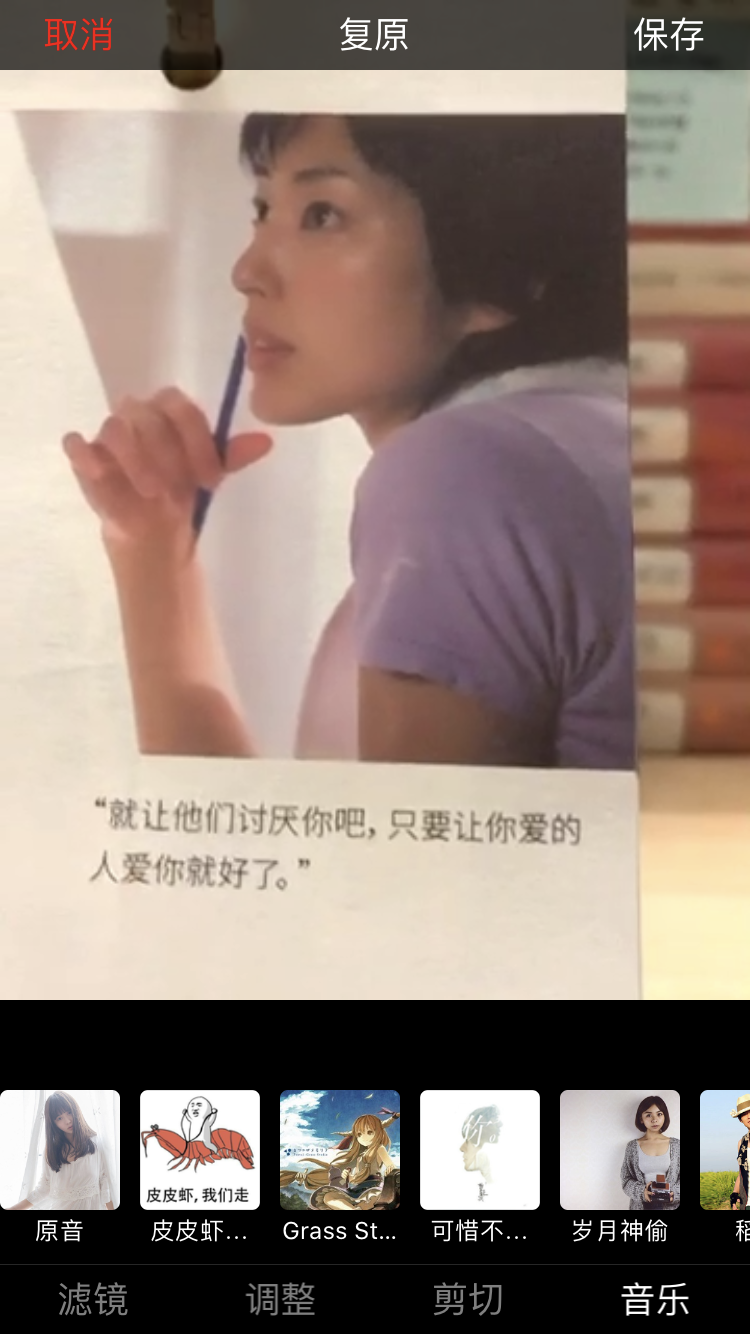 取消 复原 保存
“就让他们讨厌你吧，只要让你爱的
人爱你就好了。”
皮皮虾，我们走
你
原音 皮皮虾... Grass St... 可惜不... 岁月神偷
滤镜 调整 剪切 音乐